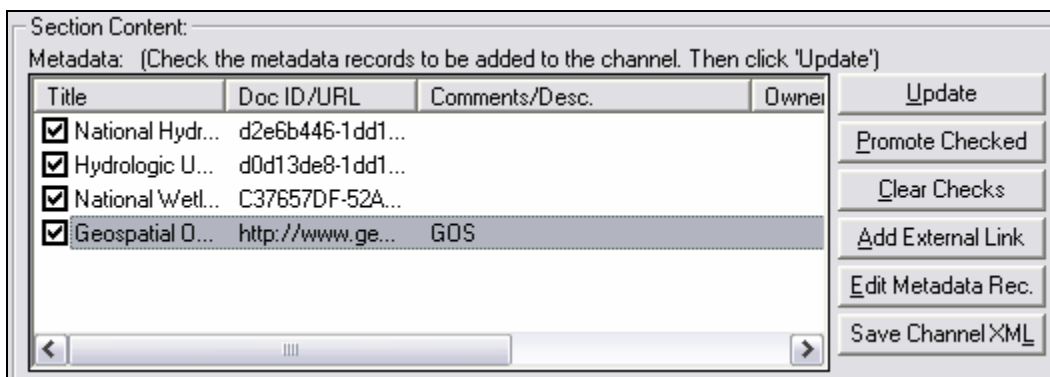 Section Content:
Metadata: (Check the metadata records to be added to the channel. Then click 'Update')
Title Doc ID/URL Comments/Desc. Owner
National Hydr... d2e6b446-1dd1...
Hydrologic U... d0d13de8-1dd1...
National Wetl... C37657DF-52A...
Geospatial O... http://www.ge... GOS
Update
Promote Checked
Clear Checks
Add External Link
Edit Metadata Rec.
Save Channel XML